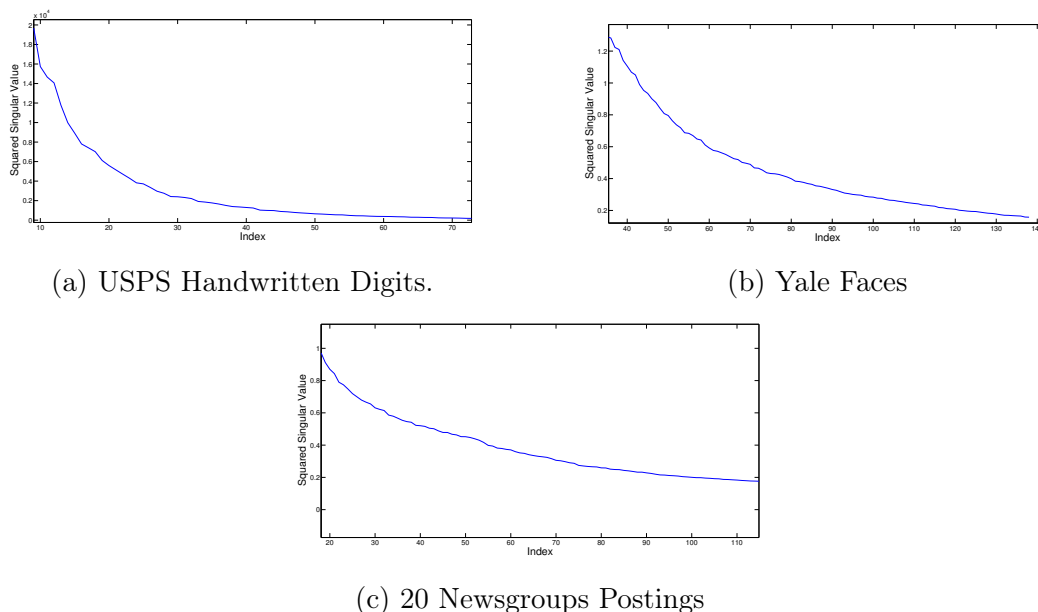 x 10⁴
2
1.8
1.6
1.4
1.2
1
0.8
0.6
0.4
0.2
0
Squared Singular Value
10 20 30 40 50 60 70
Index
(a) USPS Handwritten Digits.
1.2
1
0.8
0.6
0.4
0.2
Squared Singular Value
40 50 60 70 80 90 100 110 120 130 14
Index
(b) Yale Faces
1
0.8
0.6
0.4
0.2
0
Squared Singular Value
20 30 40 50 60 70 80 90 100 110
Index
(c) 20 Newsgroups Postings